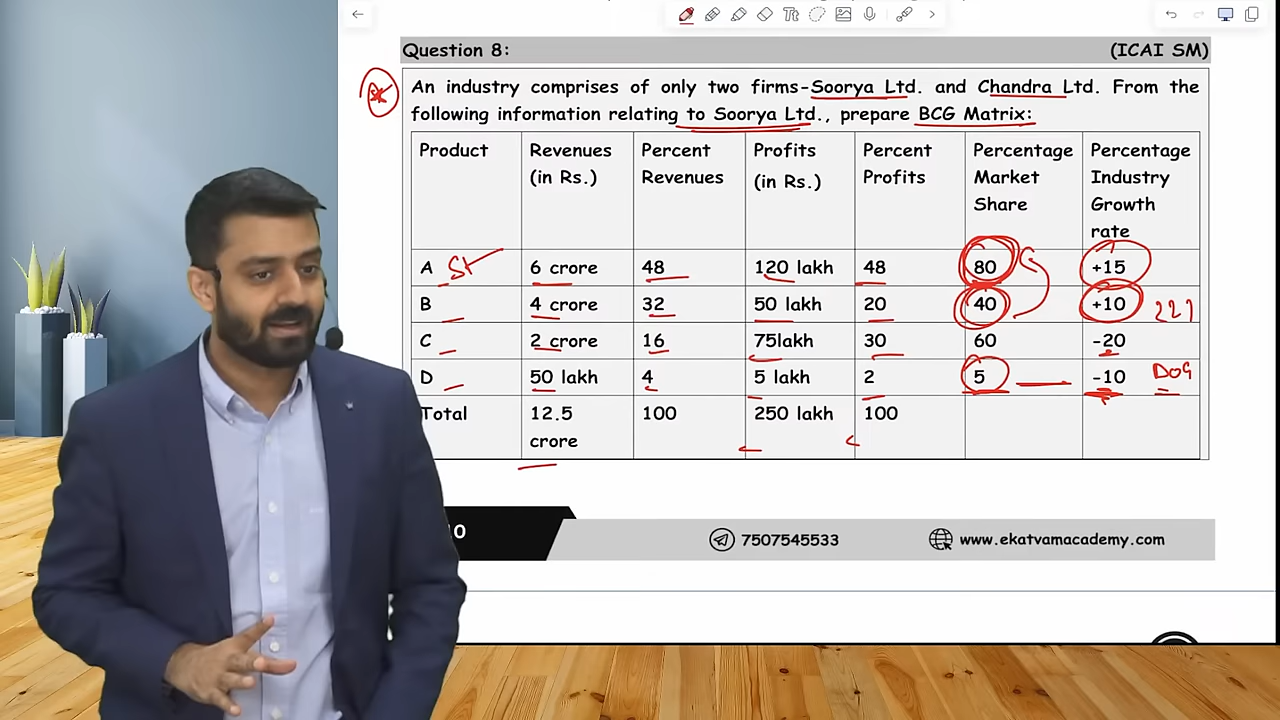 Question 8: (ICAI SM)
An industry comprises of only two firms-Soorya Ltd. and Chandra Ltd. From the
following information relating to Soorya Ltd., prepare BCG Matrix:
Product Revenues (in Rs.) Percent Revenues Profits (in Rs.) Percent Profits Percentage Market Share Percentage Industry Growth rate
A St 6 crore 48 120 lakh 48 80 +15
B 4 crore 32 50 lakh 20 40 +10 ???
C 2 crore 16 75lakh 30 60 -20
D 50 lakh 4 5 lakh 2 5 -10 DOG
Total 12.5 crore 100 250 lakh 100
0 7507545533 www.ekatvamacademy.com